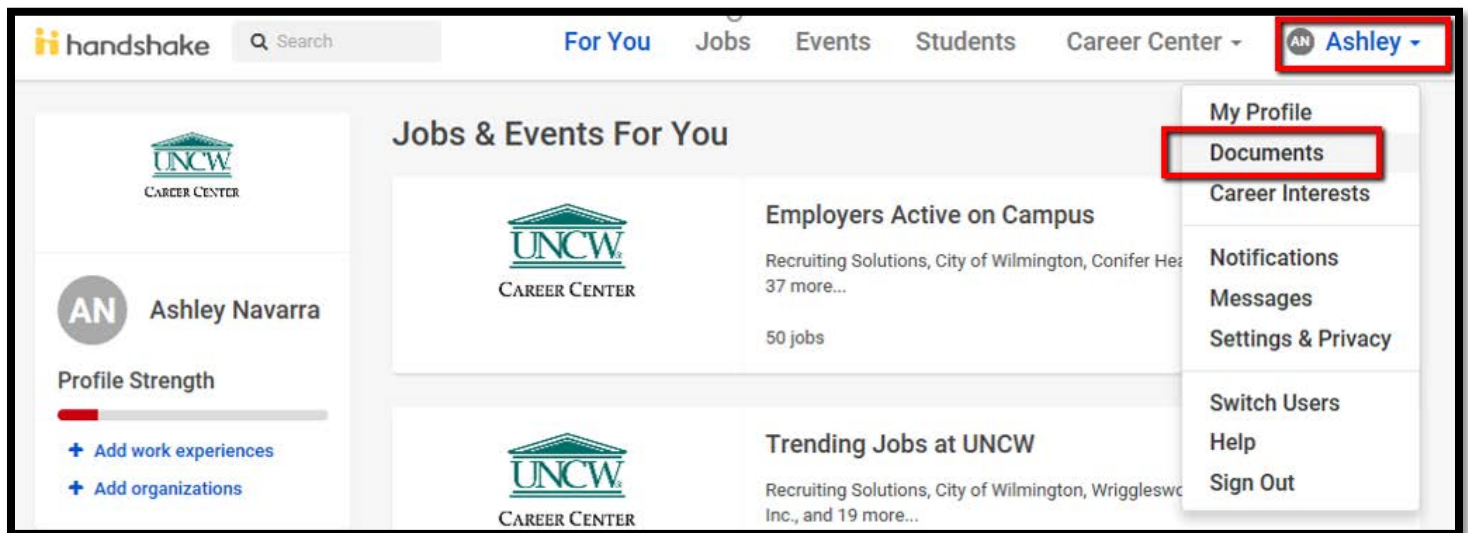 handshake
Search
For You
Jobs
Events
Students
Career Center
AN
Ashley
My Profile
Documents
Career Interests
Notifications
Messages
Settings & Privacy
Switch Users
Help
Sign Out
UNCW
CAREER CENTER
AN
Ashley Navarra
Profile Strength
+ Add work experiences
+ Add organizations
Jobs & Events For You
UNCW
CAREER CENTER
Employers Active on Campus
Recruiting Solutions, City of Wilmington, Conifer Hea
37 more...
50 jobs
UNCW
CAREER CENTER
Trending Jobs at UNCW
Recruiting Solutions, City of Wilmington, Wriggleswo
Inc., and 19 more...